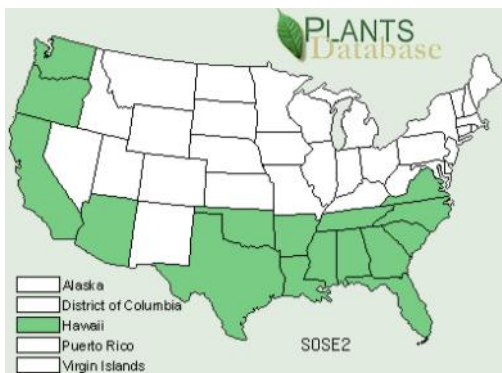 PLANTS
Database
Alaska
District of Columbia
Hawaii
Puerto Rico
Virgin Islands
SOSE2